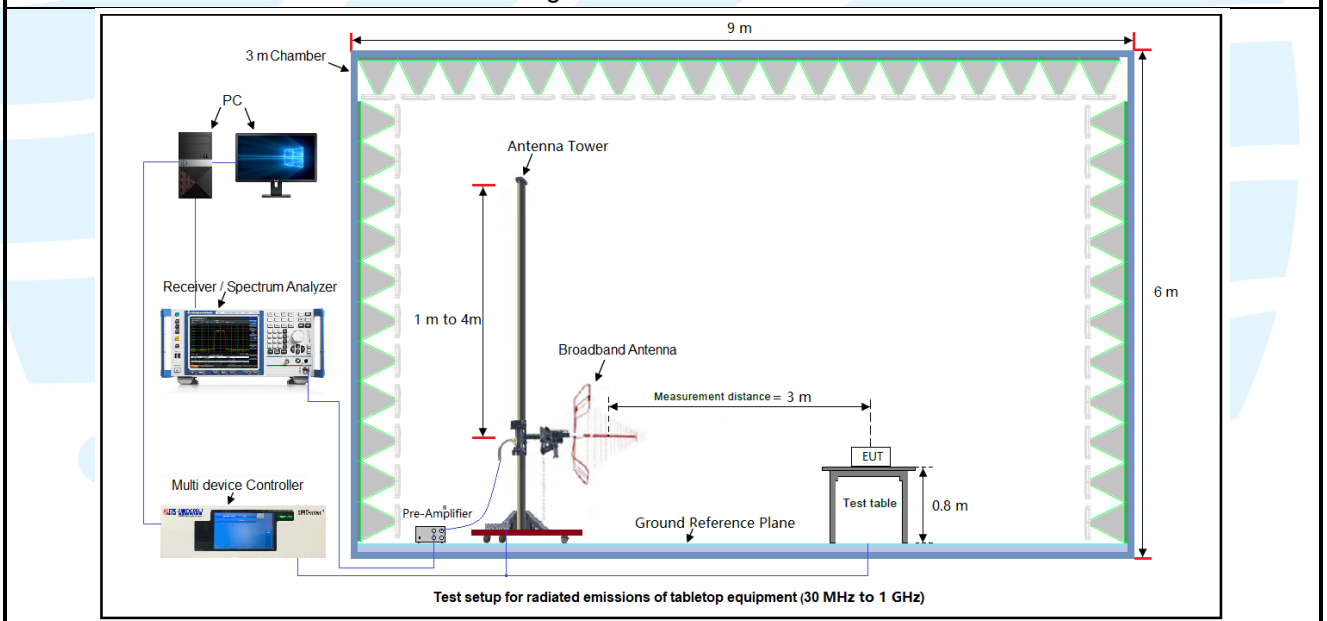 9 m
3 m Chamber
PC
Antenna Tower
Receiver / Spectrum Analyzer
6 m
1 m to 4m
Broadband Antenna
Measurement distance = 3 m
EUT
Multi device Controller
Pre-Amplifier
Test table
0.8 m
Ground Reference Plane
Test setup for radiated emissions of tabletop equipment (30 MHz to 1 GHz)